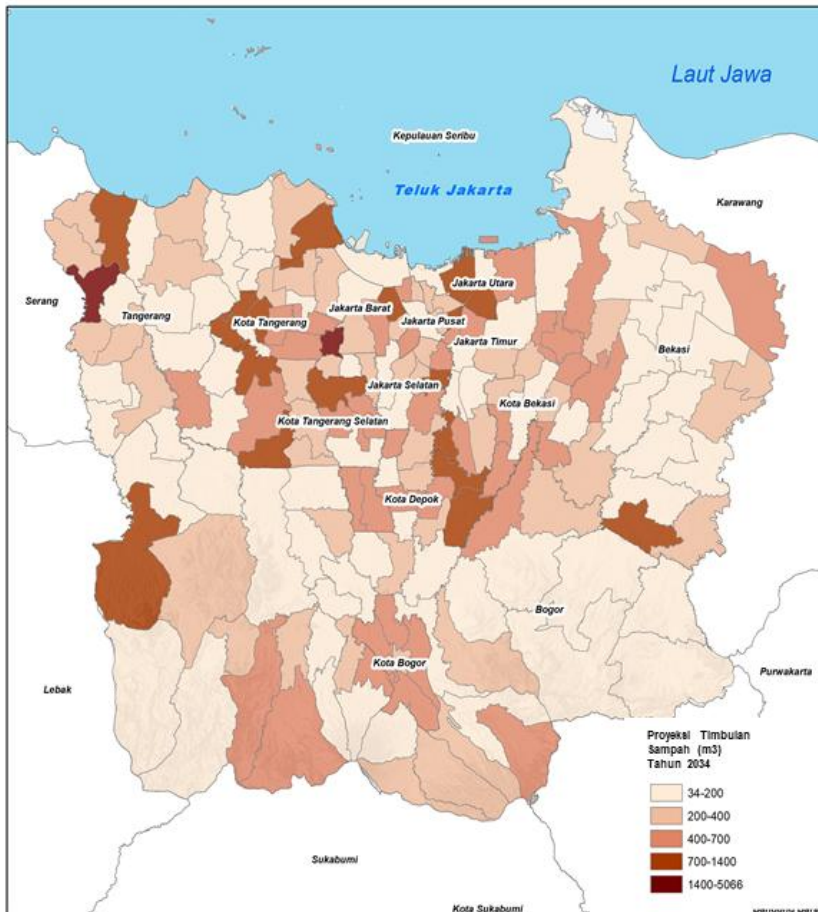 Laut Jawa
Kepulauan Seribu
Teluk Jakarta
Karawang
Serang
Tangerang
Kota Tangerang
Jakarta Barat
Jakarta Utara
Jakarta Pusat
Jakarta Timur
Bekasi
Jakarta Selatan
Kota Bekasi
Kota Tangerang Selatan
Kota Depok
Bogor
Kota Bogor
Lebak
Purwakarta
Proyeksi Timbulan
Sampah (m3)
Tahun 2034
34-200
200-400
400-700
700-1400
1400-5066
Sukabumi
Kota Sukabumi